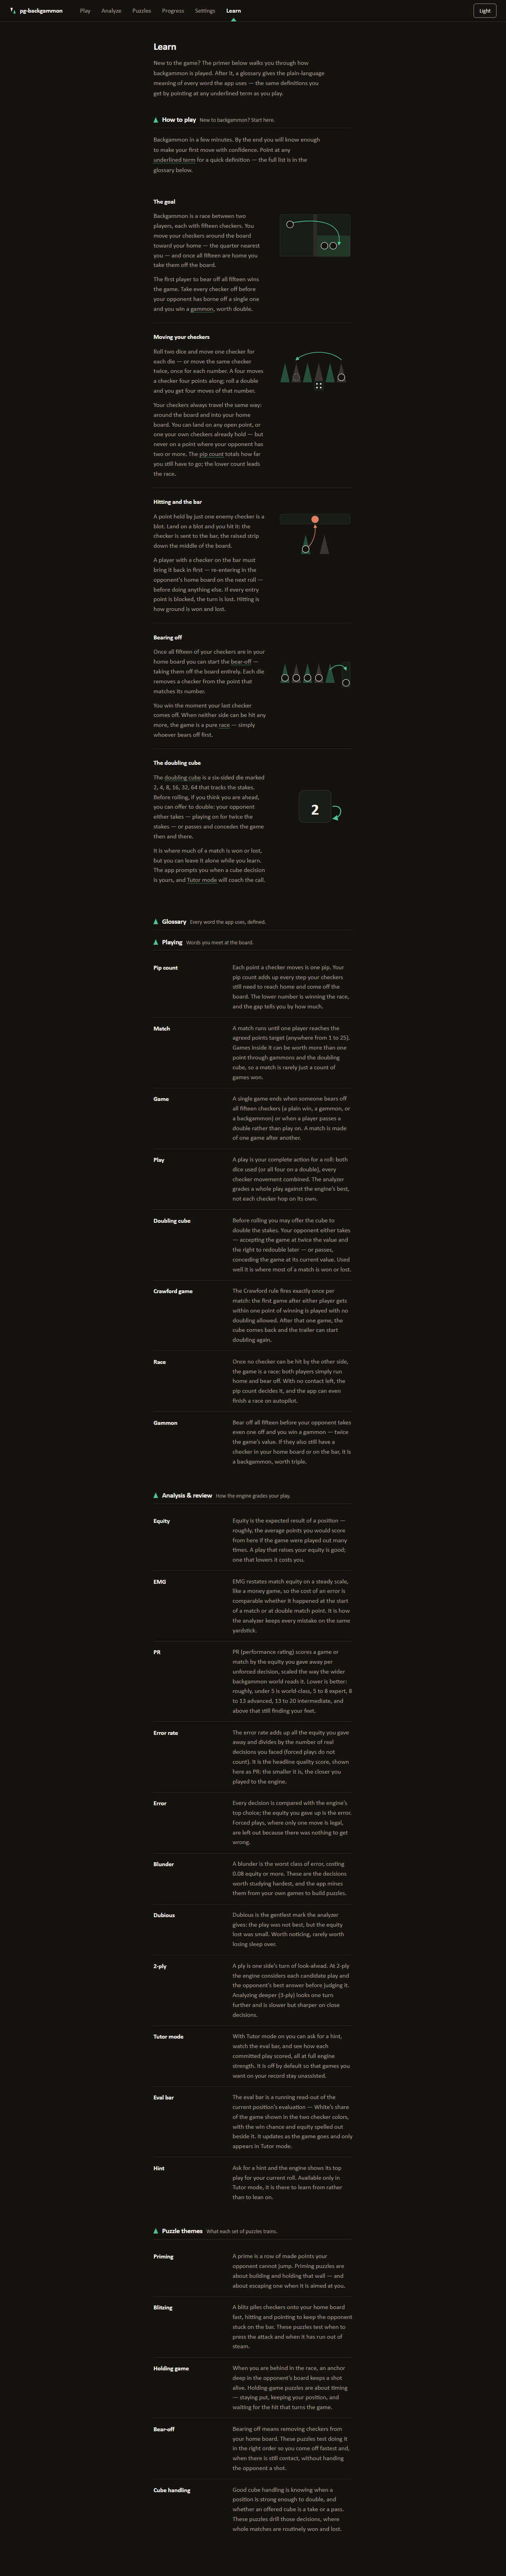 pg-backgammon
Play
Analyze
Puzzles
Progress
Settings
Learn
Light
Learn
New to the game? The primer below walks you through how
backgammon is played. After it, a glossary gives the plain-language
meaning of every word the app uses — the same definitions you
get by pointing at any underlined term as you play.
How to play New to backgammon? Start here.
Backgammon in a few minutes. By the end you will know enough
to make your first move with confidence. Point at any
underlined term for a quick definition — the full list is in the
glossary below.
The goal
Backgammon is a race between two
players, each with fifteen checkers. You
move your checkers around the board
toward your home — the quarter nearest
you — and once all fifteen are home you
take them off the board.
The first player to bear off all fifteen wins
the game. Take every checker off before
your opponent has borne off a single one
and you win a gammon, worth double.
Moving your checkers
Roll two dice and move one checker for
each die — or move the same checker
twice, once for each number. A four moves
a checker four points along; roll a double
and you get four moves of that number.
Your checkers always travel the same way:
around the board and into your home
board. You can land on any open point, or
one your own checkers already hold — but
never on a point where your opponent has
two or more. The pip count totals how far
you still have to go; the lower count leads
the race.
Hitting and the bar
A point held by just one enemy checker is a
blot. Land on a blot and you hit it: the
checker is sent to the bar, the raised strip
down the middle of the board.
A player with a checker on the bar must
bring it back in first — re-entering in the
opponent's home board on the next roll —
before doing anything else. If every entry
point is blocked, the turn is lost. Hitting is
how ground is won and lost.
Bearing off
Once all fifteen of your checkers are in your
home board you can start the bear-off —
taking them off the board entirely. Each die
removes a checker from the point that
matches its number.
You win the moment your last checker
comes off. When neither side can be hit any
more, the game is a pure race — simply
whoever bears off first.
The doubling cube
The doubling cube is a six-sided die marked
2, 4, 8, 16, 32, 64 that tracks the stakes.
Before rolling, if you think you are ahead,
you can offer to double: your opponent
either takes — playing on for twice the
stakes — or passes and concedes the game
then and there.
It is where much of a match is won or lost,
but you can leave it alone while you learn.
The app prompts you when a cube decision
is yours, and Tutor mode will coach the call.
2
Glossary Every word the app uses, defined.
Playing Words you meet at the board.
Pip count
Each point a checker moves is one pip. Your
pip count adds up every step your checkers
still need to reach home and come off the
board. The lower number is winning the race,
and the gap tells you by how much.
Match
A match runs until one player reaches the
agreed points target (anywhere from 1 to 25).
Games inside it can be worth more than one
point through gammons and the doubling
cube, so a match is rarely just a count of
games won.
Game
A single game ends when someone bears off
all fifteen checkers (a plain win, a gammon, or
a backgammon) or when a player passes a
double rather than play on. A match is made
of one game after another.
Play
A play is your complete action for a roll: both
dice used (or all four on a double), every
checker movement combined. The analyzer
grades a whole play against the engine's best,
not each checker hop on its own.
Doubling cube
Before rolling you may offer the cube to
double the stakes. Your opponent either takes
— accepting the game at twice the value and
the right to redouble later — or passes,
conceding the game at its current value. Used
well it is where most of a match is won or lost.
Crawford game
The Crawford rule fires exactly once per
match: the first game after either player gets
within one point of winning is played with no
doubling allowed. After that one game, the
cube comes back and the trailer can start
doubling again.
Race
Once no checker can be hit by the other side,
the game is a race: both players simply run
home and bear off. With no contact left, the
pip count decides it, and the app can even
finish a race on autopilot.
Gammon
Bear off all fifteen before your opponent takes
even one off and you win a gammon — twice
the game's value. If they also still have a
checker in your home board or on the bar, it is
a backgammon, worth triple.
Analysis & review How the engine grades your play.
Equity
Equity is the expected result of a position —
roughly, the average points you would score
from here if the game were played out many
times. A play that raises your equity is good;
one that lowers it costs you.
EMG
EMG restates match equity on a steady scale,
like a money game, so the cost of an error is
comparable whether it happened at the start
of a match or at double match point. It is how
the analyzer keeps every mistake on the same
yardstick.
PR
PR (performance rating) scores a game or
match by the equity you gave away per
unforced decision, scaled the way the wider
backgammon world reads it. Lower is better:
roughly, under 5 is world-class, 5 to 8 expert, 8
to 13 advanced, 13 to 20 intermediate, and
above that still finding your feet.
Error rate
The error rate adds up all the equity you gave
away and divides by the number of real
decisions you faced (forced plays do not
count). It is the headline quality score, shown
here as PR: the smaller it is, the closer you
played to the engine.
Error
Every decision is compared with the engine's
top choice; the equity you gave up is the error.
Forced plays, where only one move is legal,
are left out because there was nothing to get
wrong.
Blunder
A blunder is the worst class of error, costing
0.08 equity or more. These are the decisions
worth studying hardest, and the app mines
them from your own games to build puzzles.
Dubious
Dubious is the gentlest mark the analyzer
gives: the play was not best, but the equity
lost was small. Worth noticing, rarely worth
losing sleep over.
2-ply
A ply is one side's turn of look-ahead. At 2-ply
the engine considers each candidate play and
the opponent's best answer before judging it.
Analyzing deeper (3-ply) looks one turn
further and is slower but sharper on close
decisions.
Tutor mode
With Tutor mode on you can ask for a hint,
watch the eval bar, and see how each
committed play scored, all at full engine
strength. It is off by default so that games you
want on your record stay unassisted.
Eval bar
The eval bar is a running read-out of the
current position's evaluation — White's share
of the game shown in the two checker colors,
with the win chance and equity spelled out
beside it. It updates as the game goes and only
appears in Tutor mode.
Hint
Ask for a hint and the engine shows its top
play for your current roll. Available only in
Tutor mode, it is there to learn from rather
than to lean on.
Puzzle themes What each set of puzzles trains.
Priming
A prime is a row of made points your
opponent cannot jump. Priming puzzles are
about building and holding that wall — and
about escaping one when it is aimed at you.
Blitzing
A blitz piles checkers onto your home board
fast, hitting and pointing to keep the opponent
stuck on the bar. These puzzles test when to
press the attack and when it has run out of
steam.
Holding game
When you are behind in the race, an anchor
deep in the opponent's board keeps a shot
alive. Holding-game puzzles are about timing
— staying put, keeping your position, and
waiting for the hit that turns the game.
Bear-off
Bearing off means removing checkers from
your home board. These puzzles test doing it
in the right order so you come off fastest and,
when there is still contact, without handing
the opponent a shot.
Cube handling
Good cube handling is knowing when a
position is strong enough to double, and
whether an offered cube is a take or a pass.
These puzzles drill those decisions, where
whole matches are routinely won and lost.